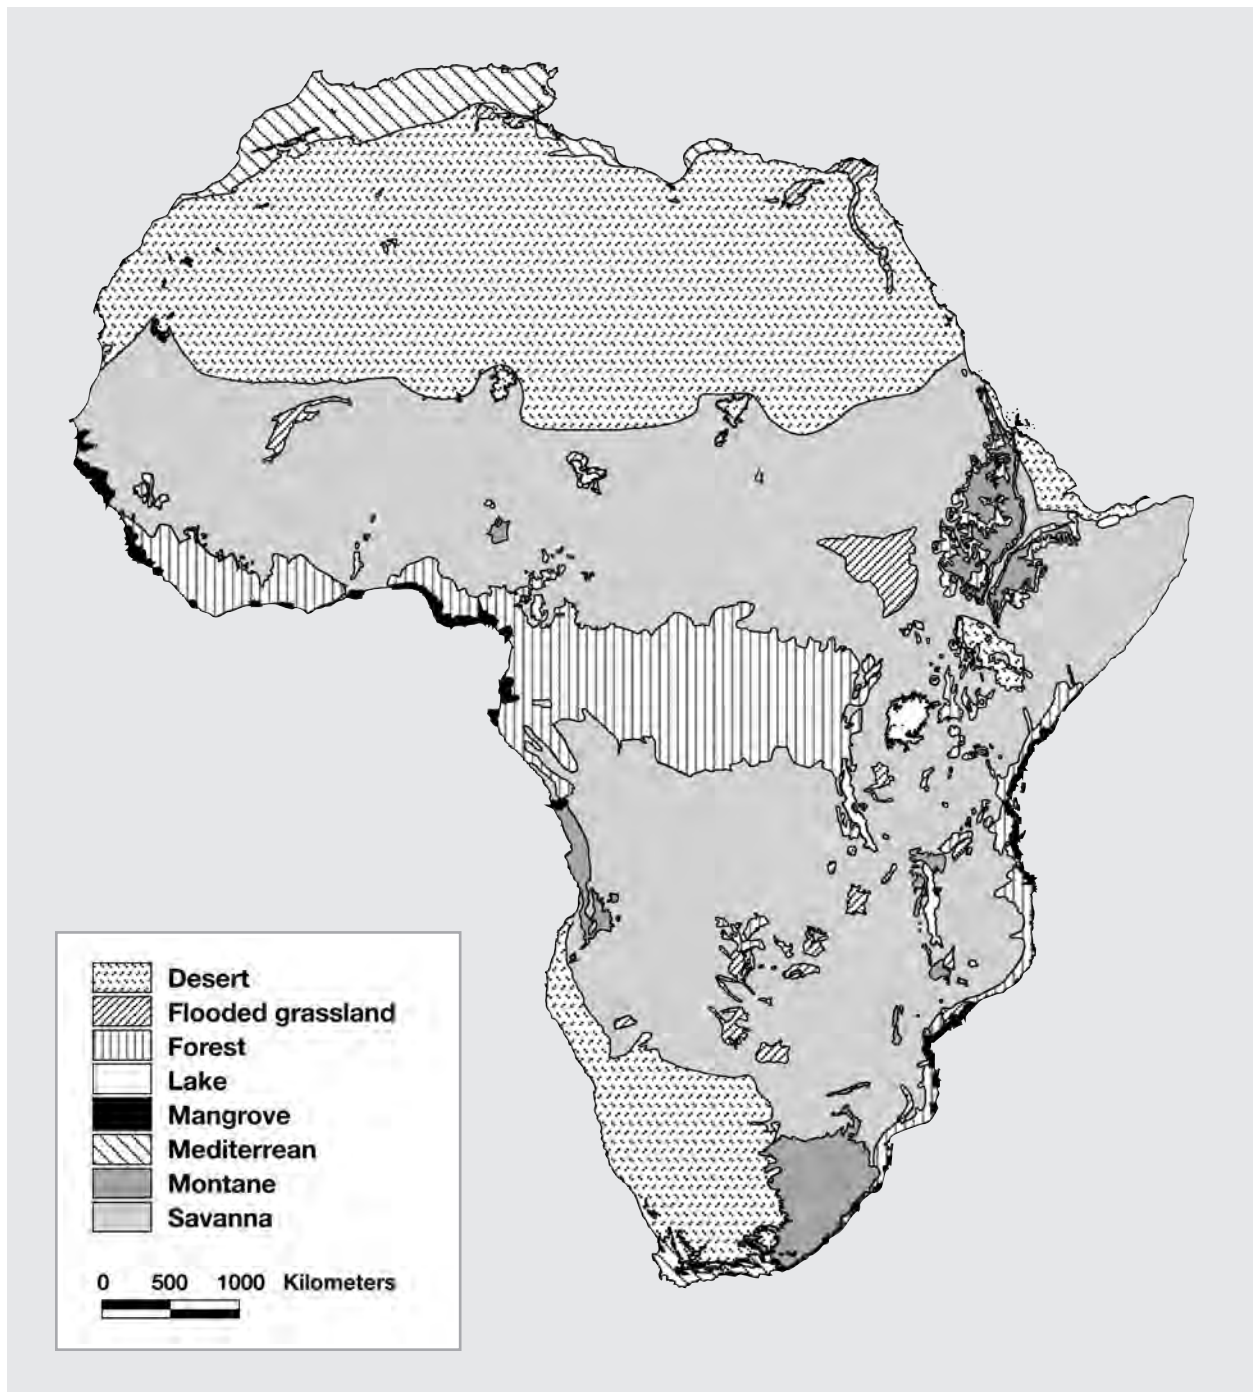 Desert
Flooded grassland
Forest
Lake
Mangrove
Mediterrean
Montane
Savanna
0 500 1000 Kilometers